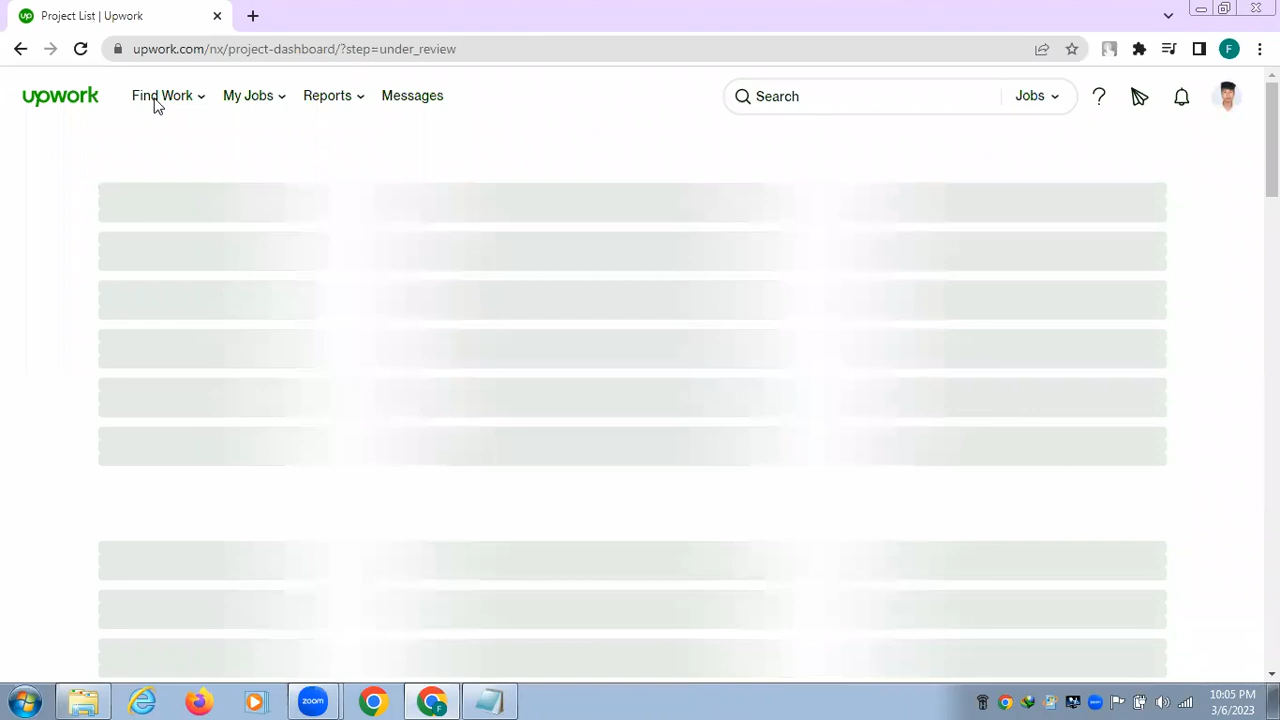 Project List | Upwork
upwork.com/nx/project-dashboard/?step=under_review
F
upwork
Find Work
My Jobs
Reports
Messages
Search
Jobs
zoom
F
10:05 PM
3/6/2023